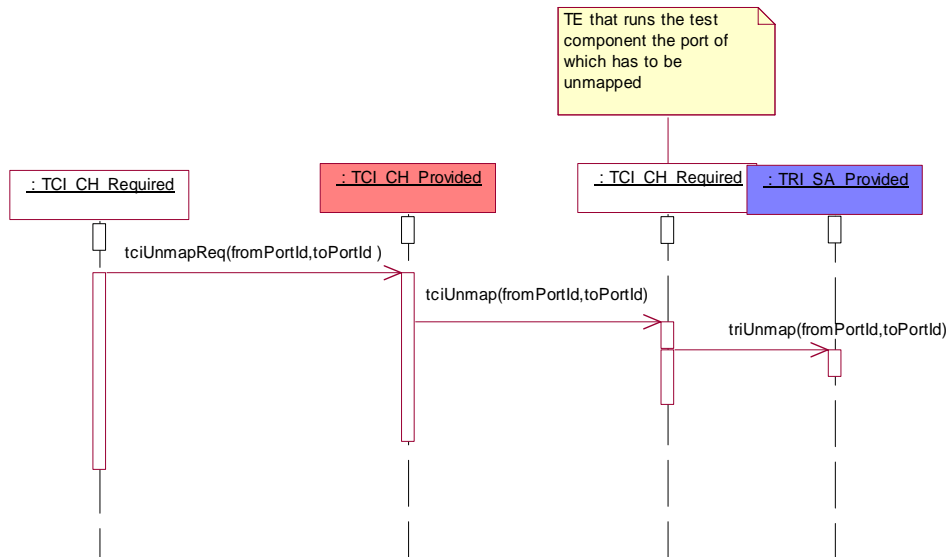 TE that runs the test
component the port of
which has to be
unmapped
: TCI_CH_Required
: TCI_CH_Provided
: TCI_CH_Required
: TRI_SA_Provided
tciUnmapReq(fromPortId,toPortId )
tciUnmap(fromPortId,toPortId)
triUnmap(fromPortId,toPortId)